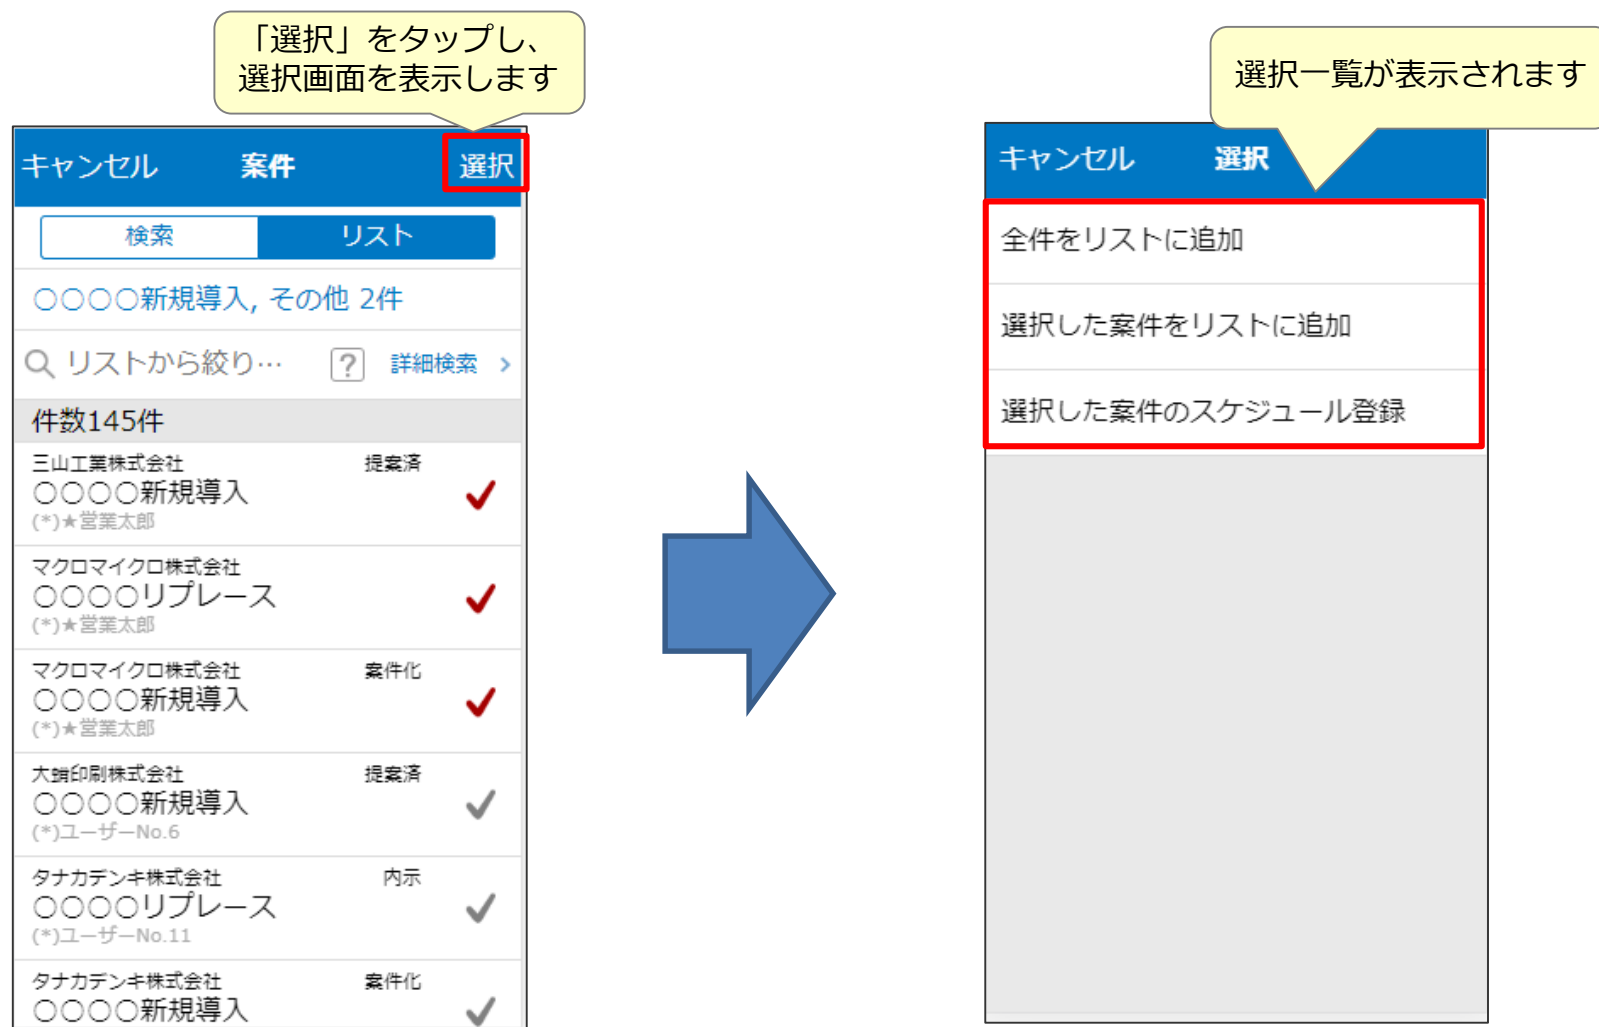 「選択」をタップし、
選択画面を表示します
キャンセル 案件 選択
検索 リスト
○○○○新規導入, その他 2件
リストから絞り… ? 詳細検索 >
件数145件
三山工業株式会社 提案済
○○○○新規導入
(*)★営業太郎
マクロマイクロ株式会社
○○○○リプレース
(*)★営業太郎
マクロマイクロ株式会社 案件化
○○○○新規導入
(*)★営業太郎
印刷株式会社 提案済
○○○○新規導入
(*)ユーザーNo.6
タナカデンキ株式会社 内示
○○○○リプレース
(*)ユーザーNo.11
タナカデンキ株式会社 案件化
○○○○新規導入
選択一覧が表示されます
キャンセル 選択
全件をリストに追加
選択した案件をリストに追加
選択した案件のスケジュール登録